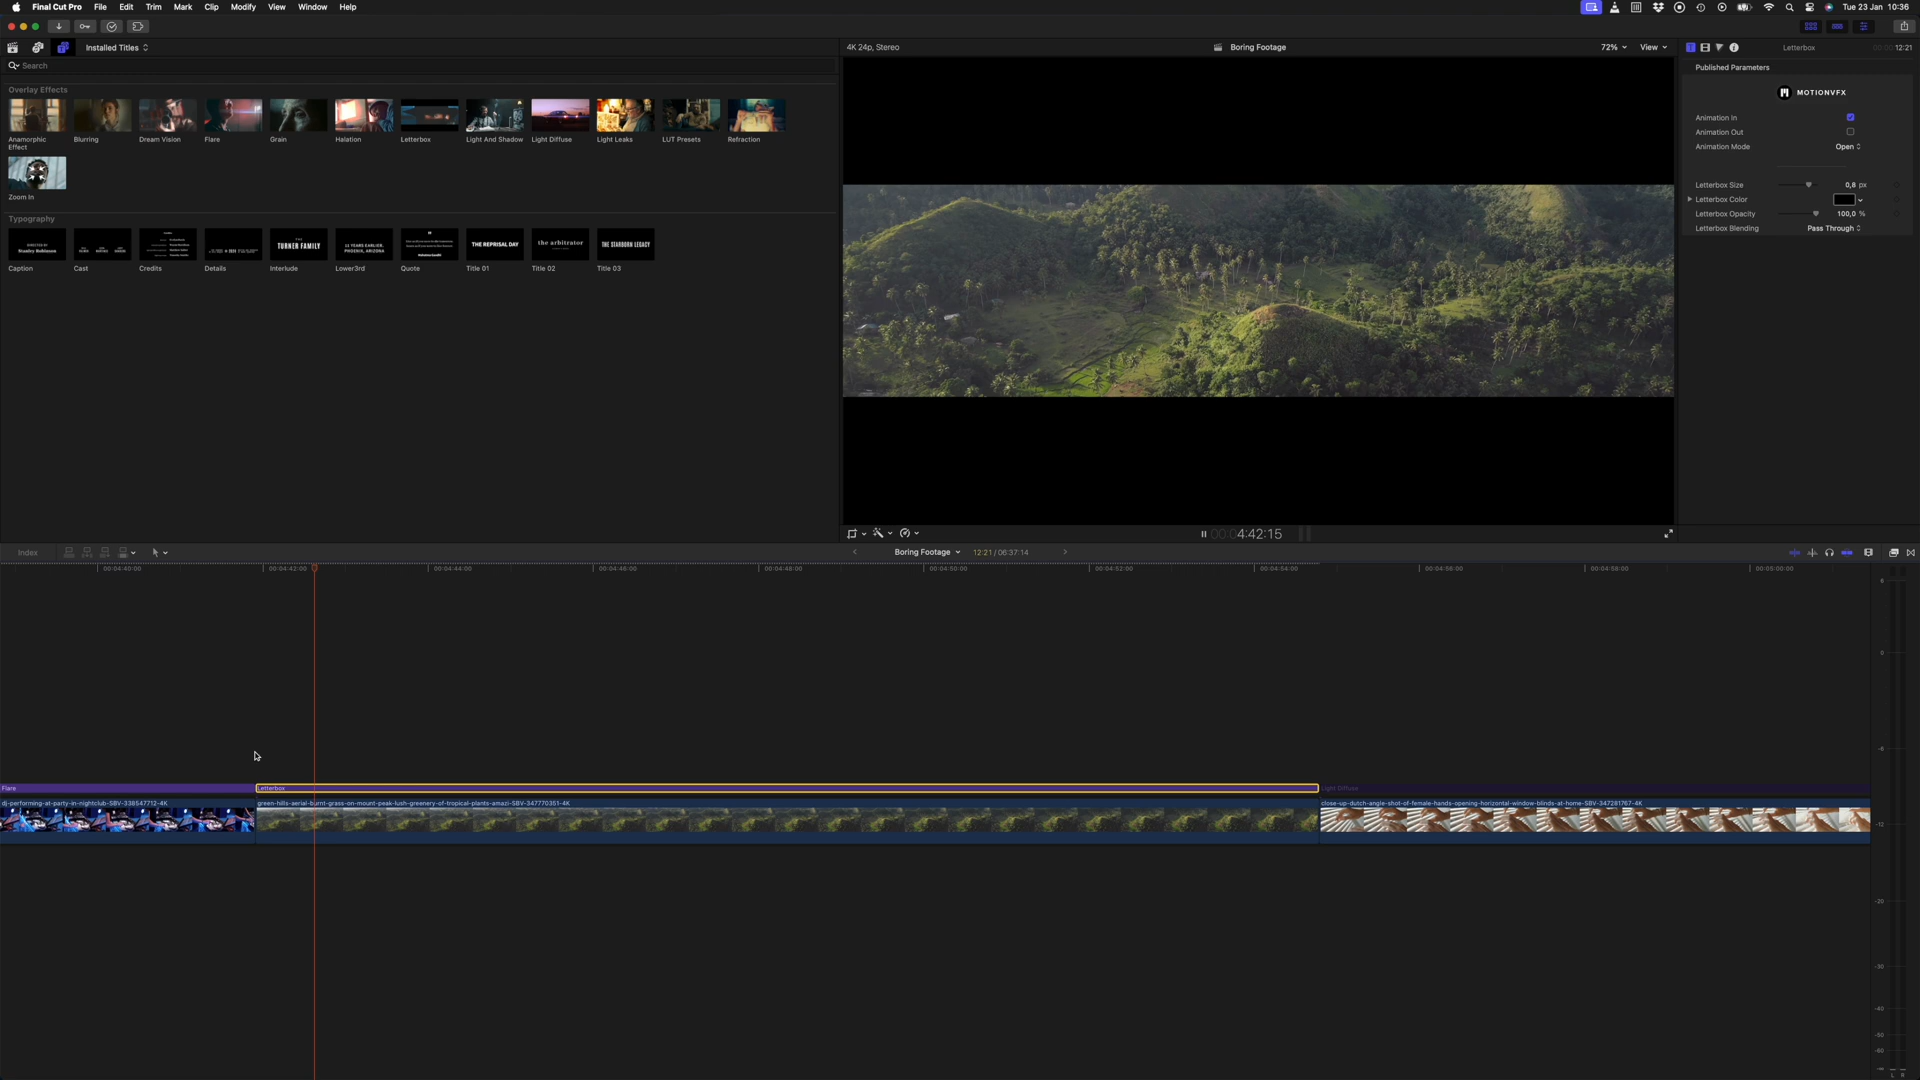 Final Cut Pro File Edit Trim Mark Clip Modify View Window Help Tue 23 Jan 10:36
Installed Titles
4K 24p, Stereo
Boring Footage
72%
View
Letterbox
12:21
Search
Published Parameters
Overlay Effects
MOTIONVFX
Anamorphic Effect
Blurring
Dream Vision
Flare
Grain
Halation
Letterbox
Light And Shadow
Light Diffuse
Light Leaks
LUT Presets
Refraction
Zoom In
Animation In
Animation Out
Animation Mode Open
Letterbox Size 0,8 px
Letterbox Color
Letterbox Opacity 100,0 %
Letterbox Blending Pass Through
Typography
DIRECTED BY
Stanley Robinson
TURNER FAMILY
11 YEARS EARLIER,
PHOENIX, ARIZONA
THE REPRISAL DAY
the arbitrator
THE STARBORN LEGACY
Caption
Cast
Credits
Details
Interlude
Lower3rd
Quote
Title 01
Title 02
Title 03
00:00:4:42:15
Index
Boring Footage
12:21 / 06:37:14
00:04:40:00
00:04:42:00
00:04:44:00
00:04:46:00
00:04:48:00
00:04:50:00
00:04:52:00
00:04:54:00
00:04:56:00
00:04:58:00
00:05:00:00
6
0
-6
-12
-20
-30
-40
-50
-60
L R
Flare
Letterbox
Light Diffuse
dj-performing-at-party-in-nightclub-SBV-338547712-4K
green-hills-aerial-burnt-grass-on-mount-peak-lush-greenery-of-tropical-plants-amazi-SBV-347770351-4K
close-up-dutch-angle-shot-of-female-hands-opening-horizontal-window-blinds-at-home-SBV-347281767-4K